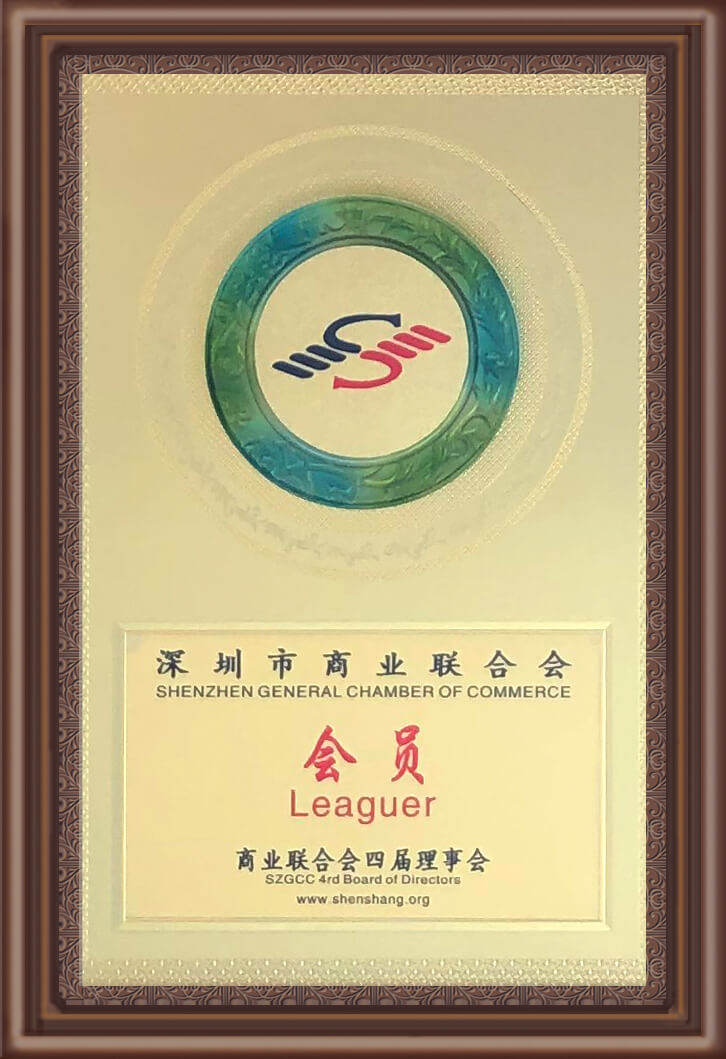 深圳市商业联合会
SHENZHEN GENERAL CHAMBER OF COMMERCE
会员
Leaguer
商业联合会四届理事会
SZGCC 4rd Board of Directors
www.shenshang.org